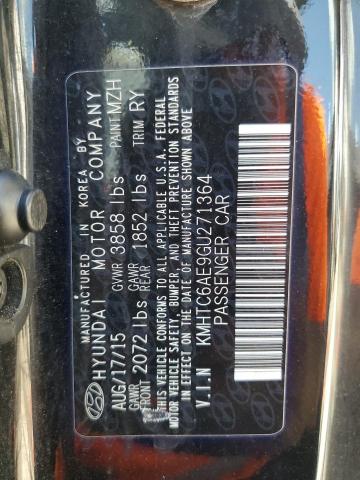 MANUFACTURED IN KOREA BY
HYUNDAI MOTOR COMPANY
AUG/17/15 GVWR 3858 lbs PAINT MZH
GAWR FRONT 2072 lbs GAWR REAR 1852 lbs TRIM RY
THIS VEHICLE CONFORMS TO ALL APPLICABLE U.S.A. FEDERAL
MOTOR VEHICLE SAFETY, BUMPER, AND THEFT PREVENTION STANDARDS
IN EFFECT ON THE DATE OF MANUFACTURE SHOWN ABOVE
V.I.N KMHTC6AE9GU271364
PASSENGER CAR